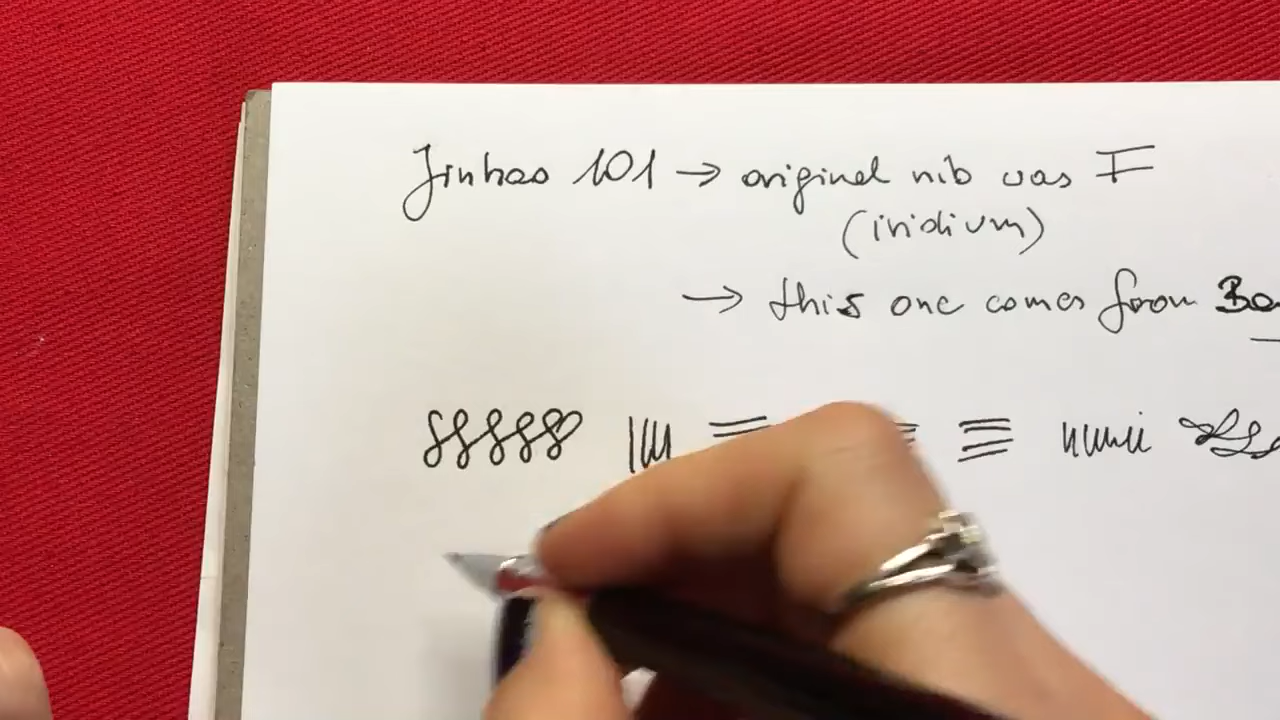 Jinhao 101 → original nib was F
(iridium)
→ this one comes from